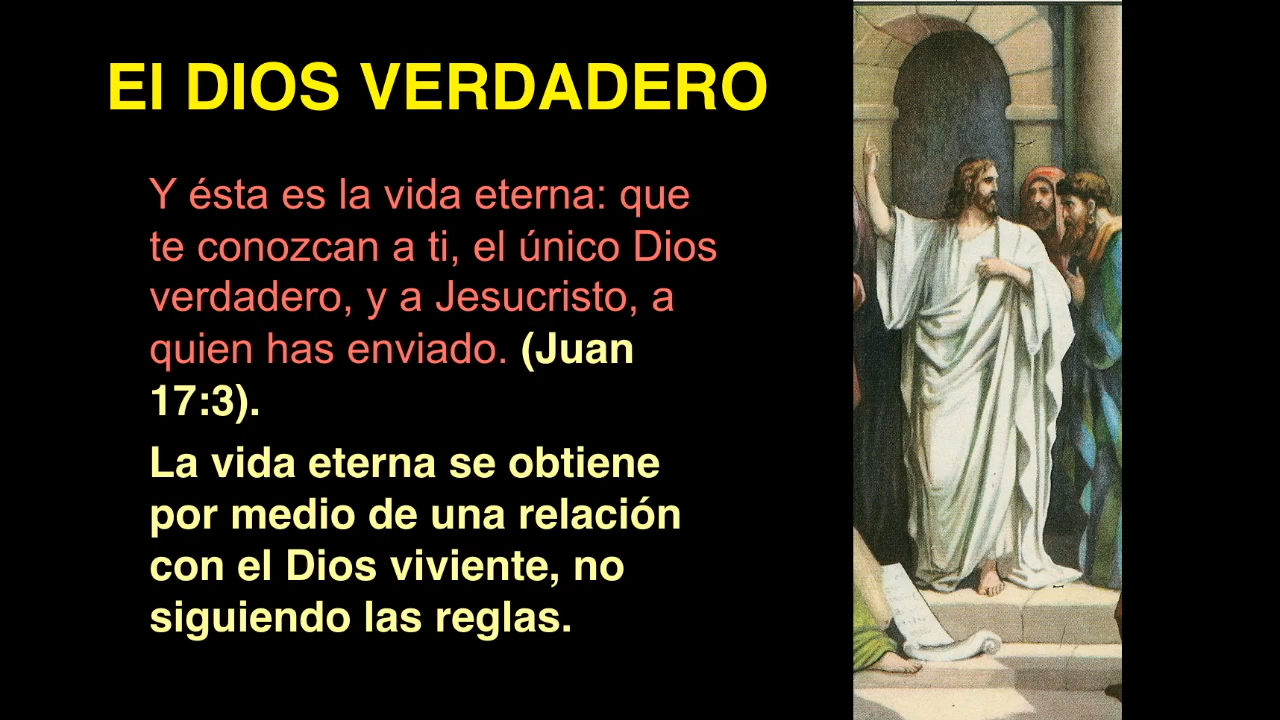 El DIOS VERDADERO
Y ésta es la vida eterna: que
te conozcan a ti, el único Dios
verdadero, y a Jesucristo, a
quien has enviado. (Juan
17:3).
La vida eterna se obtiene
por medio de una relación
con el Dios viviente, no
siguiendo las reglas.